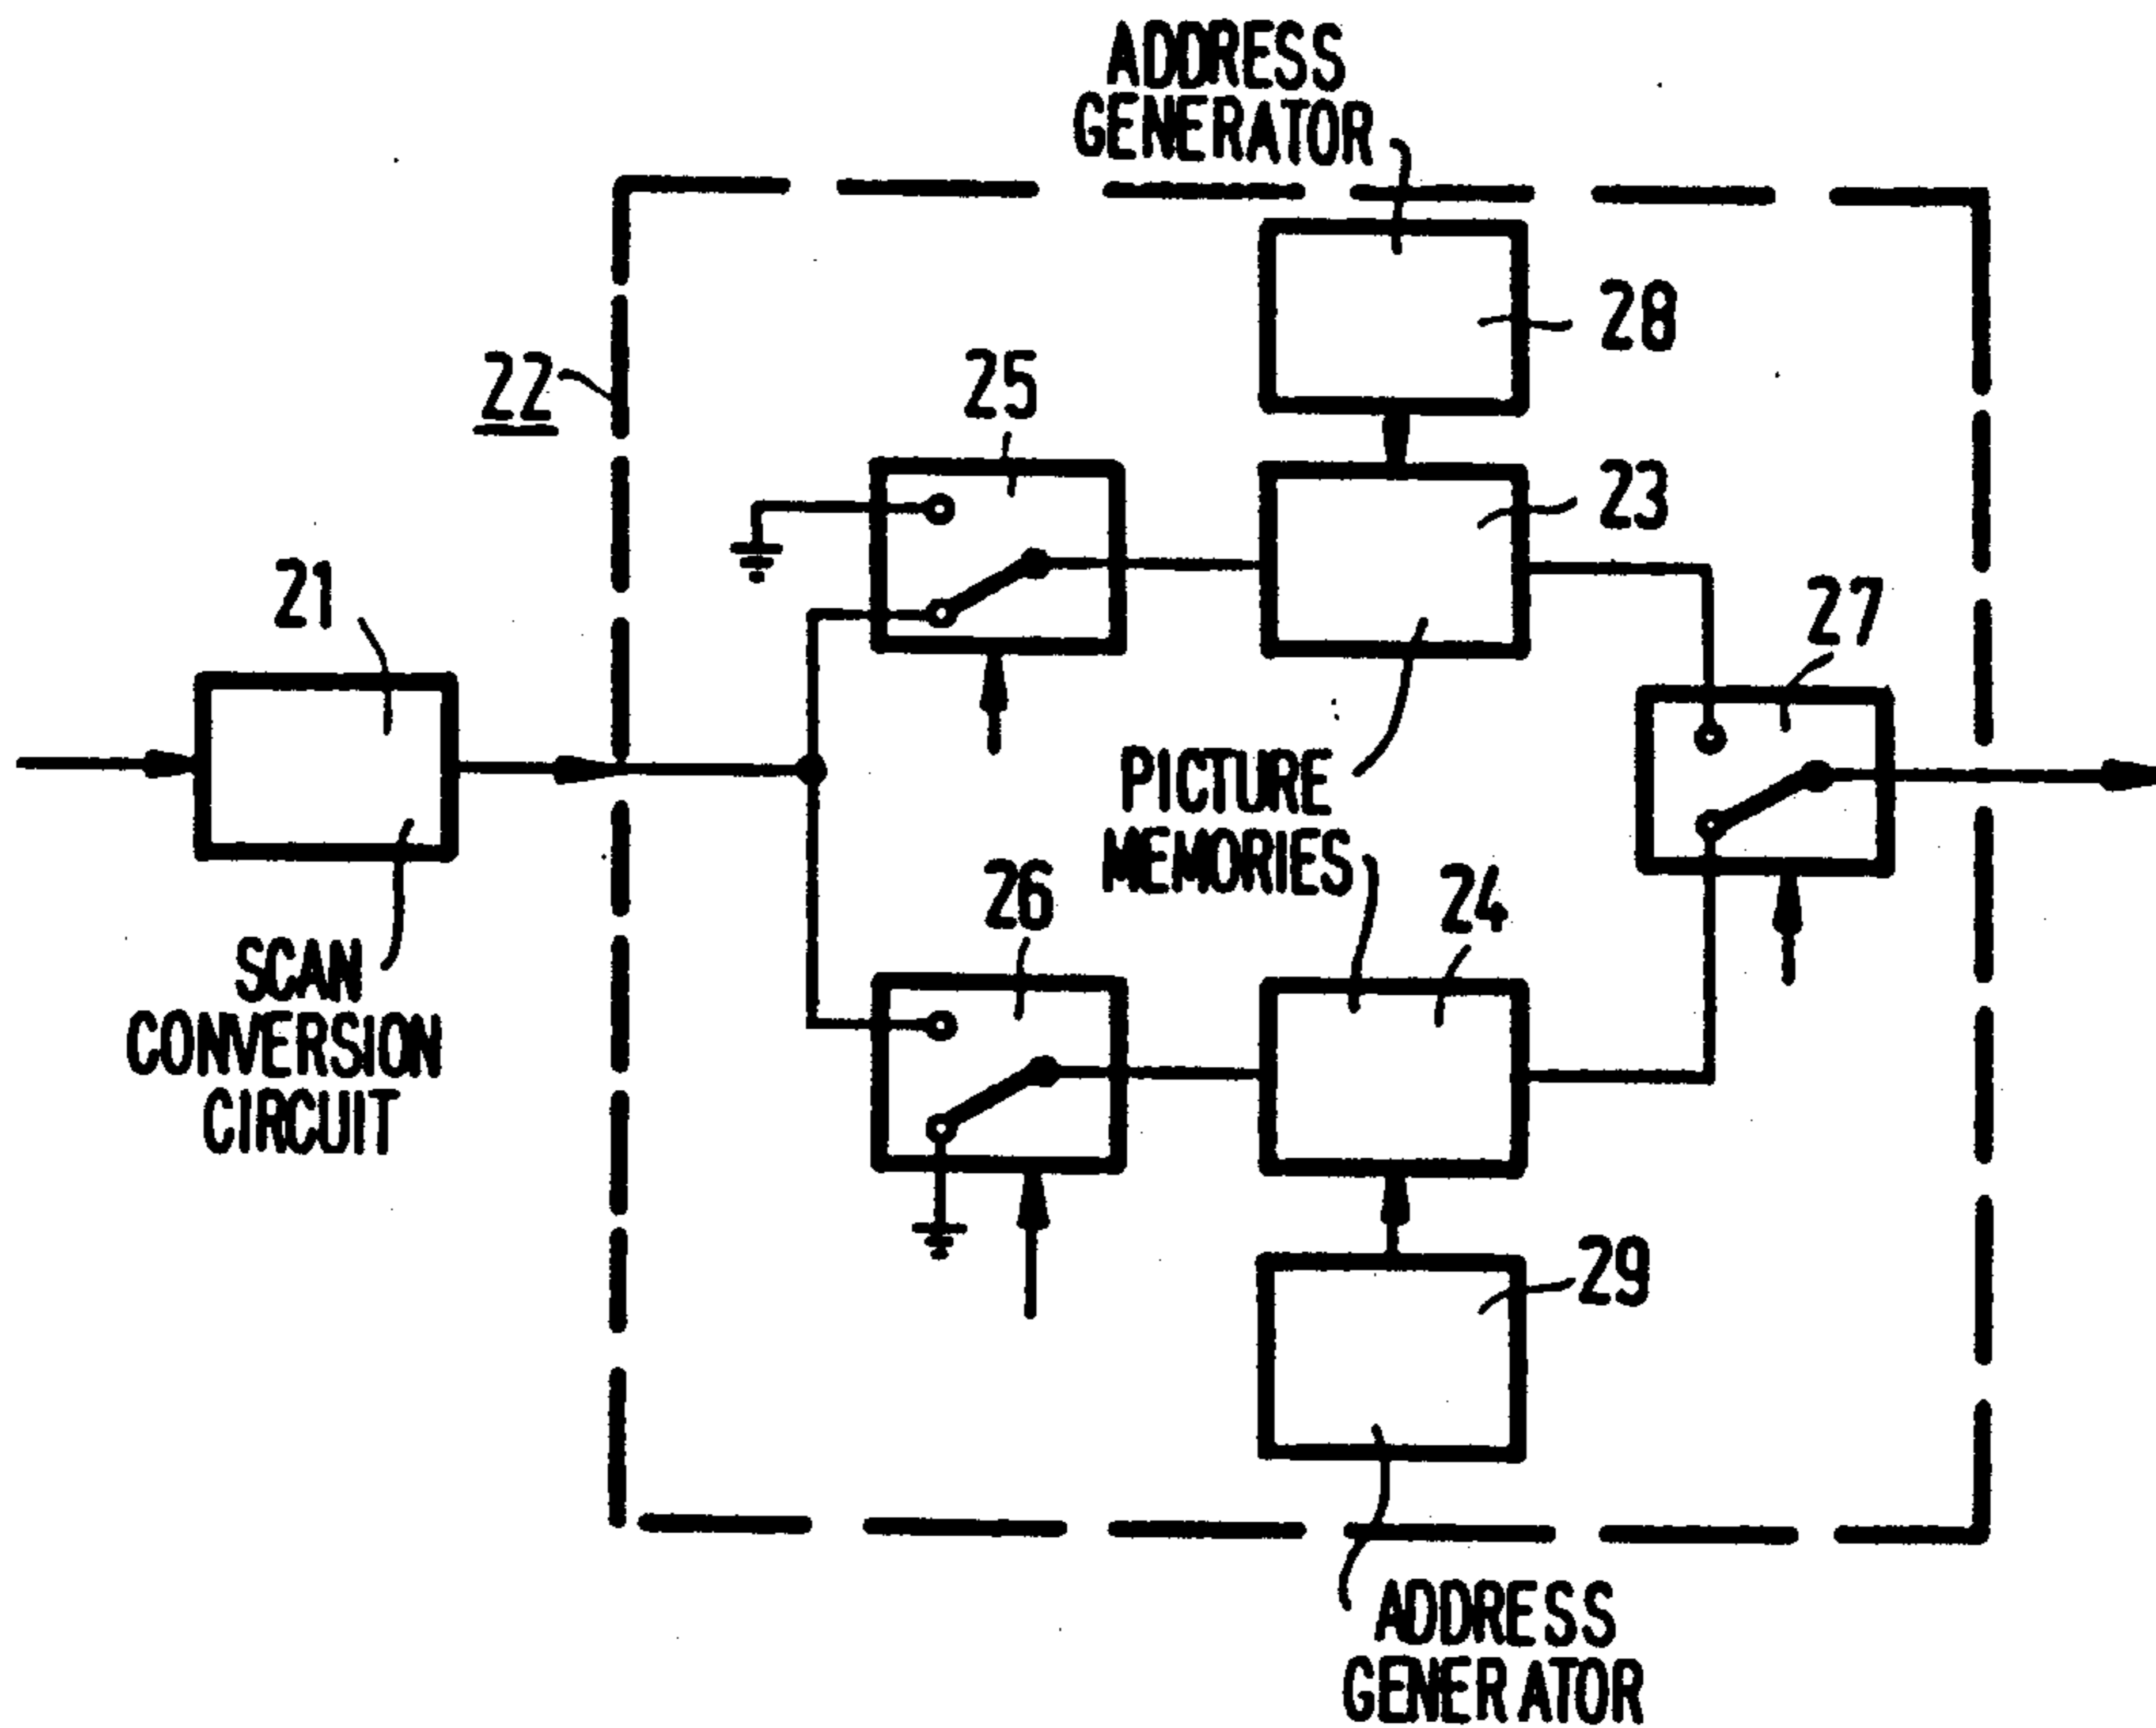 ADDRESS
GENERATOR
28
22
25
23
21
27
PICTURE
MEMORIES
26
24
SCAN
CONVERSION
CIRCUIT
29
ADDRESS
GENERATOR